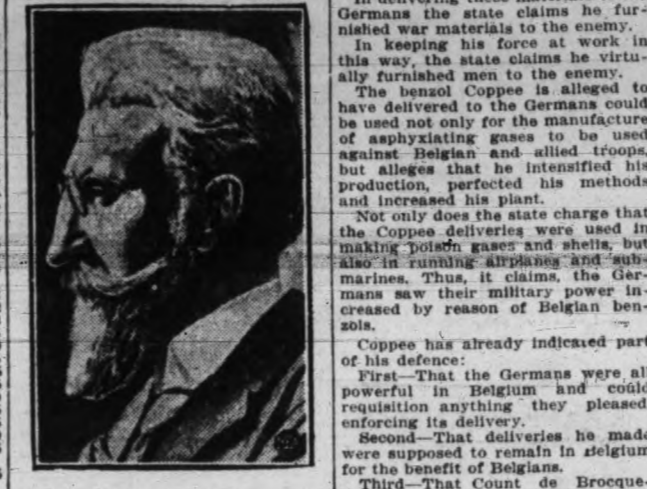 In delivering these
Germans the state claims he fur-
nished war materials to the enemy.
In keeping his force at work in
this way, the state claims he virtu-
ally furnished men to the enemy.
The benzol Coppee is alleged to
have delivered to the Germans could
be used not only for the manufacture
of asphyxiating gases to be used
against Belgian and allied troops,
but alleges that he intensified his
production, perfected his methods
and increased his plant.
Not only does the state charge that
the Coppee deliveries were used in
making poison gases and shells, but
also in running airplanes and sub-
marines. Thus, it claims, the Ger-
mans saw their military power in-
creased by reason of Belgian ben-
zols.
Coppee has already indicated part
of his defence:
First—That the Germans were all
powerful in Belgium and could
requisition anything they pleased
enforcing its delivery.
Second—That deliveries he made
were supposed to remain in Belgium
for the benefit of Belgians.
Third—That Count de Brocque-